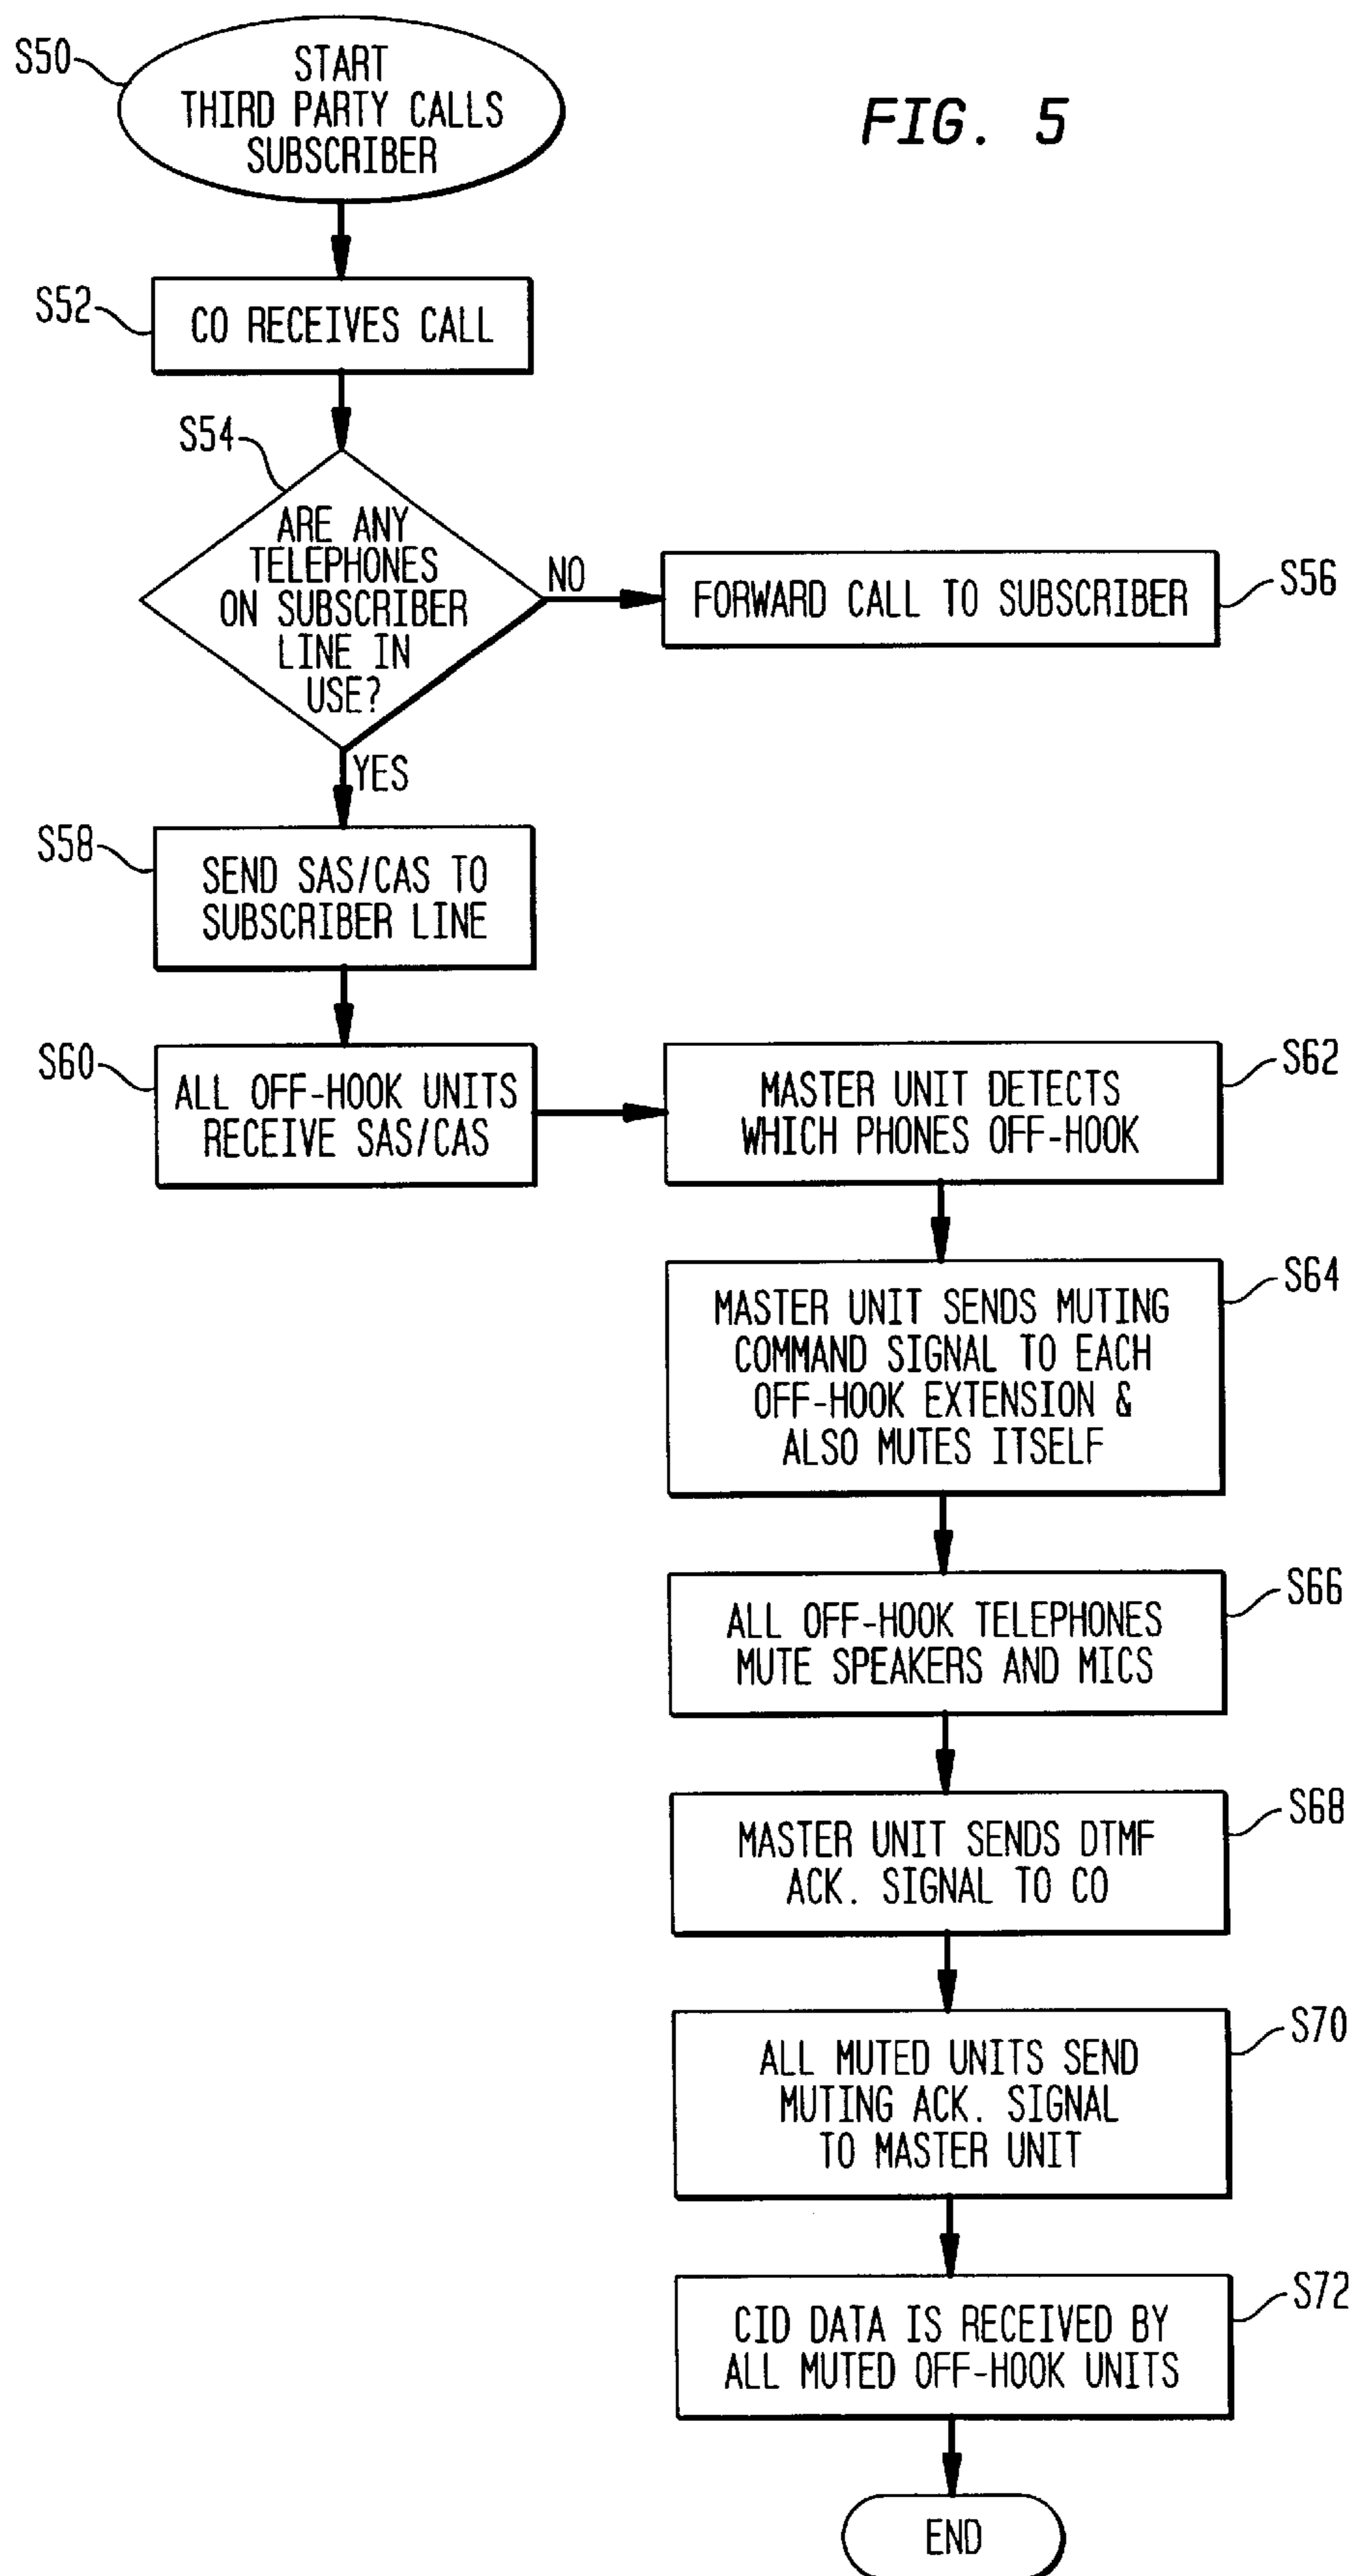 S50
START
THIRD PARTY CALLS
SUBSCRIBER
FIG. 5
S52
CO RECEIVES CALL
S54
ARE ANY
TELEPHONES
ON SUBSCRIBER
LINE IN
USE?
NO
FORWARD CALL TO SUBSCRIBER
S56
YES
S58
SEND SAS/CAS TO
SUBSCRIBER LINE
S60
ALL OFF-HOOK UNITS
RECEIVE SAS/CAS
S62
MASTER UNIT DETECTS
WHICH PHONES OFF-HOOK
S64
MASTER UNIT SENDS MUTING
COMMAND SIGNAL TO EACH
OFF-HOOK EXTENSION &
ALSO MUTES ITSELF
S66
ALL OFF-HOOK TELEPHONES
MUTE SPEAKERS AND MICS
S68
MASTER UNIT SENDS DTMF
ACK. SIGNAL TO CO
S70
ALL MUTED UNITS SEND
MUTING ACK. SIGNAL
TO MASTER UNIT
S72
CID DATA IS RECEIVED BY
ALL MUTED OFF-HOOK UNITS
END